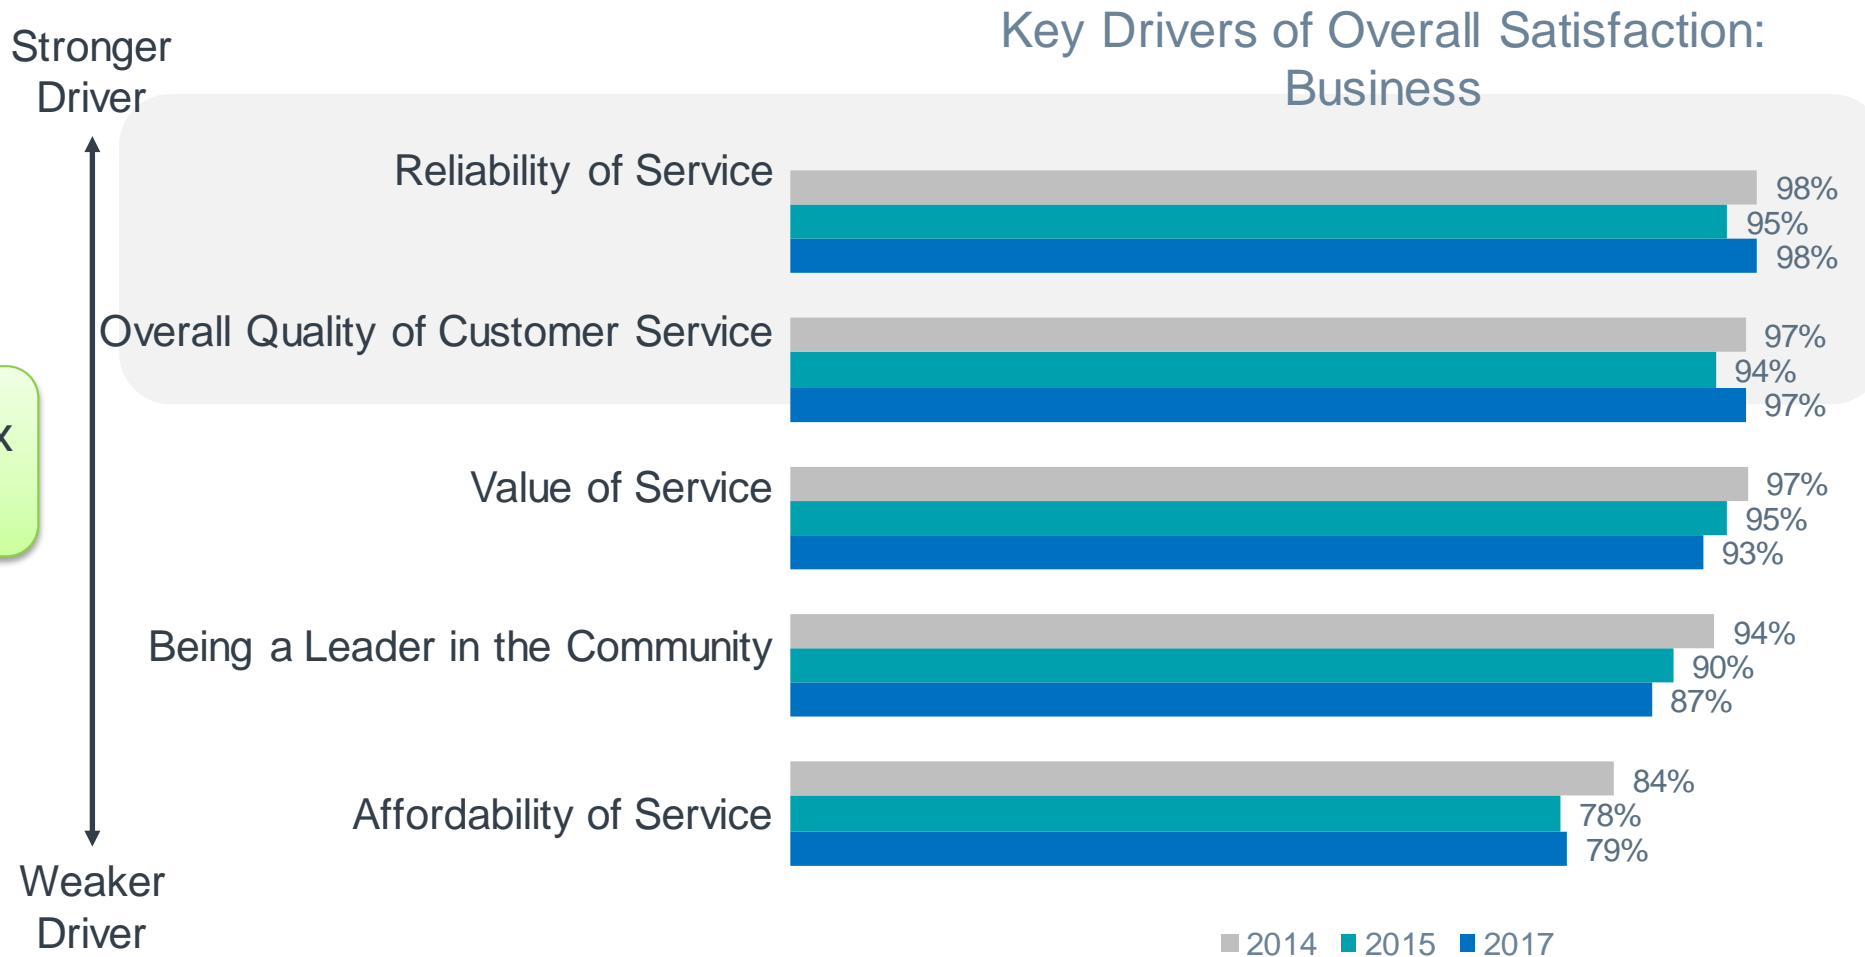 Key Drivers of Overall Satisfaction:
Business
Stronger
Driver
Reliability of Service
98%
95%
98%
Overall Quality of Customer Service
97%
94%
97%
x
Value of Service
97%
95%
93%
Being a Leader in the Community
94%
90%
87%
Affordability of Service
84%
78%
79%
Weaker
Driver
2014 2015 2017